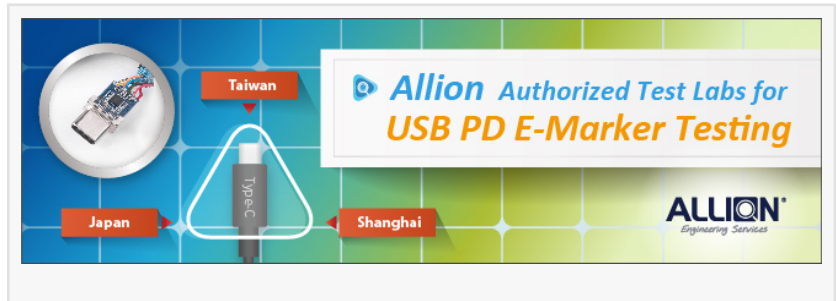 Taiwan
Allion Authorized Test Labs for
USB PD E-Marker Testing
Type-C
Japan
Shanghai
ALLION®
Engineering Services